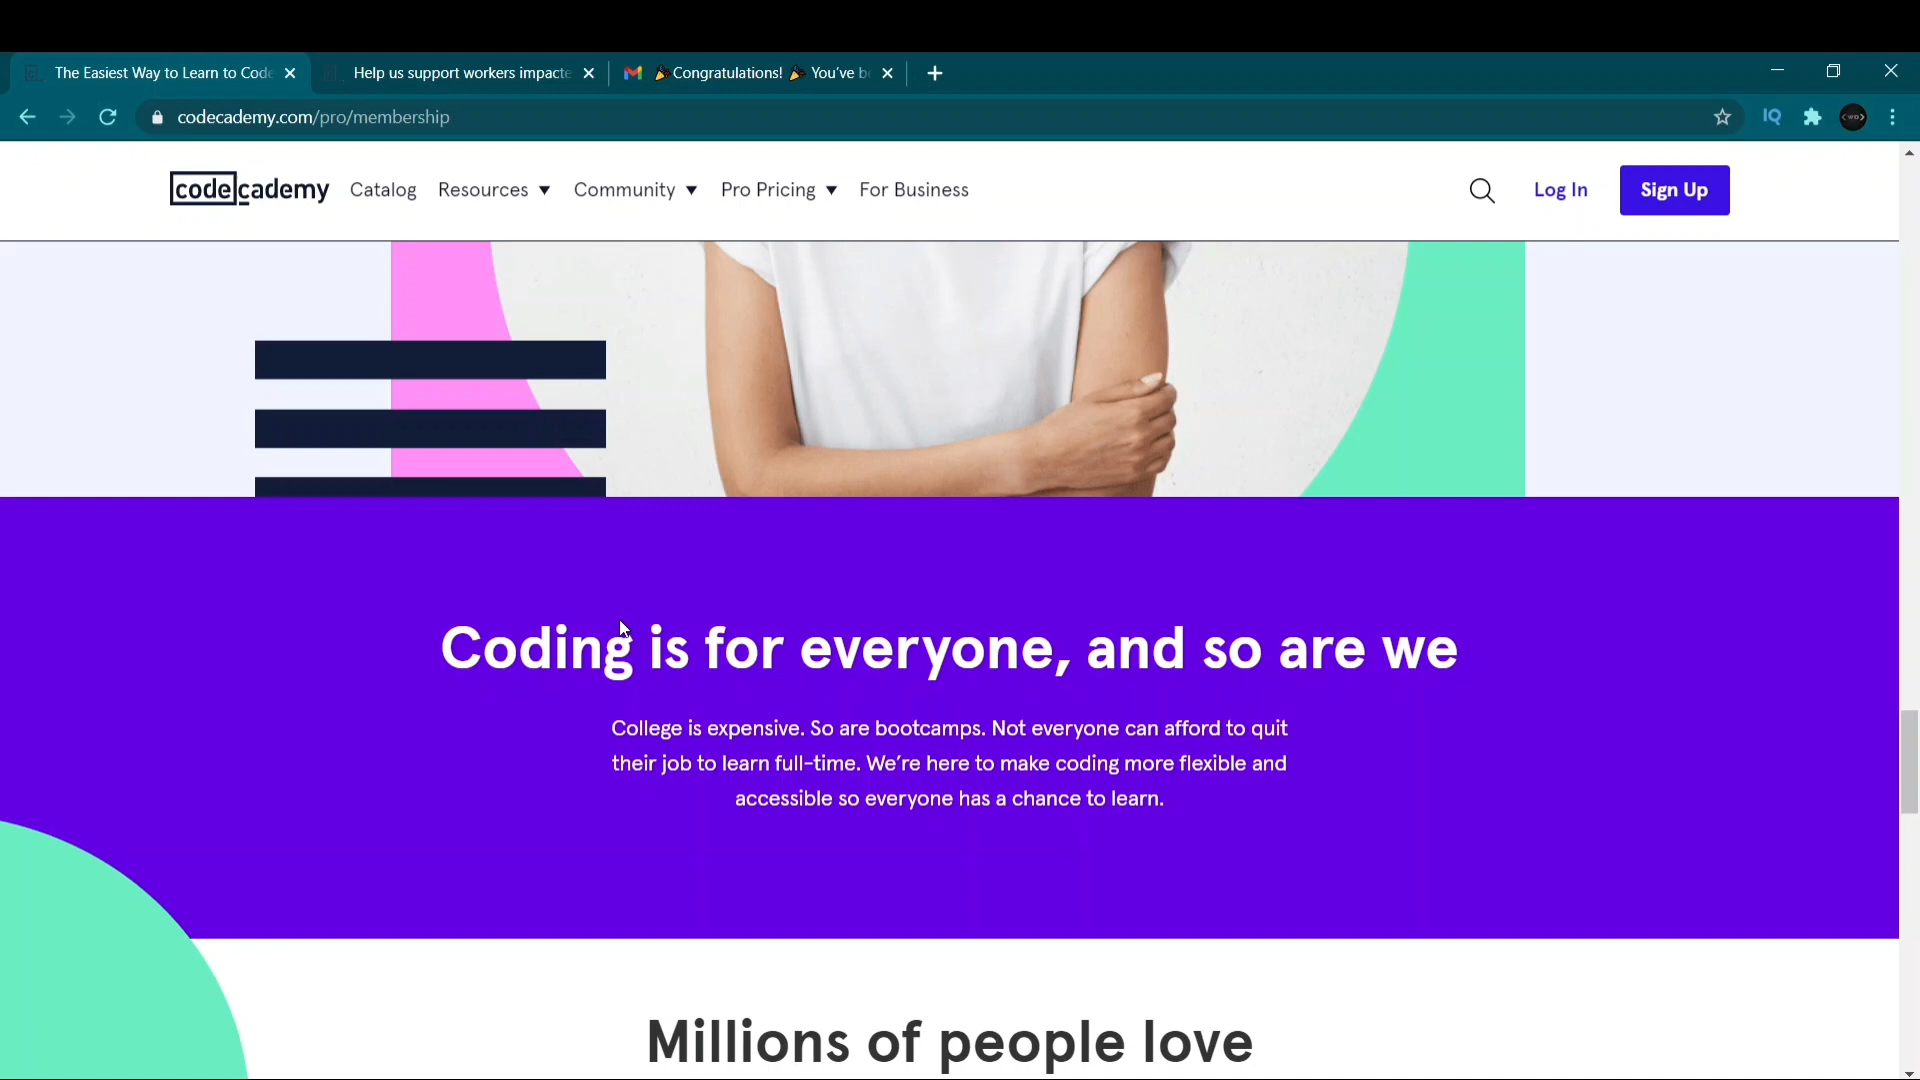 The Easiest Way to Learn to Code
Help us support workers impacte
🎉Congratulations! 🎉 You've b
codecademy.com/pro/membership
IQ
codecademy
Catalog
Resources
Community
Pro Pricing
For Business
Log In
Sign Up
Coding is for everyone, and so are we
College is expensive. So are bootcamps. Not everyone can afford to quit
their job to learn full-time. We're here to make coding more flexible and
accessible so everyone has a chance to learn.
Millions of people love